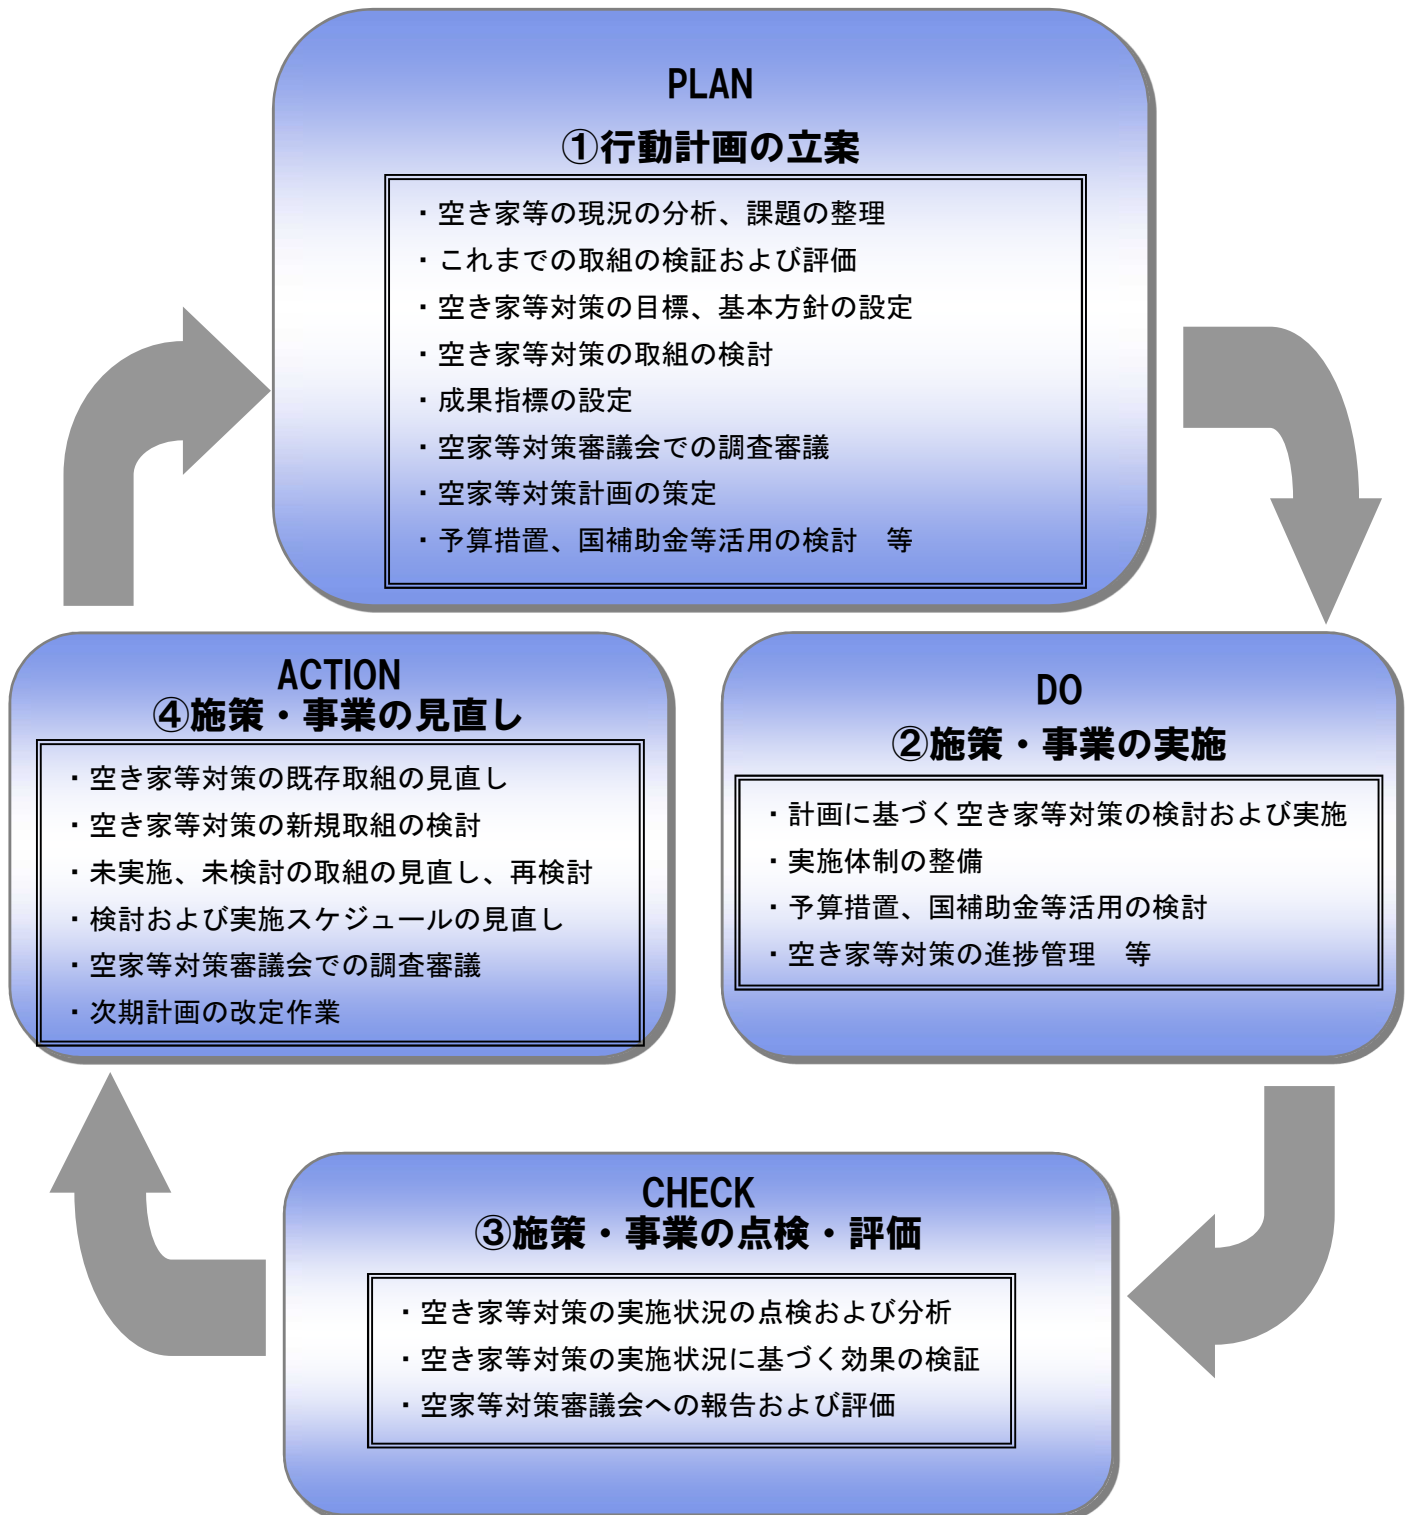 PLAN
①行動計画の立案
・空き家等の現況の分析、課題の整理
・これまでの取組の検証および評価
・空き家等対策の目標、基本方針の設定
・空き家等対策の取組の検討
・成果指標の設定
・空家等対策審議会での調査審議
・空家等対策計画の策定
・予算措置、国補助金等活用の検討　等
DO
②施策・事業の実施
・計画に基づく空き家等対策の検討および実施
・実施体制の整備
・予算措置、国補助金等活用の検討
・空き家等対策の進捗管理　等
CHECK
③施策・事業の点検・評価
・空き家等対策の実施状況の点検および分析
・空き家等対策の実施状況に基づく効果の検証
・空家等対策審議会への報告および評価
ACTION
④施策・事業の見直し
・空き家等対策の既存取組の見直し
・空き家等対策の新規取組の検討
・未実施、未検討の取組の見直し、再検討
・検討および実施スケジュールの見直し
・空家等対策審議会での調査審議
・次期計画の改定作業